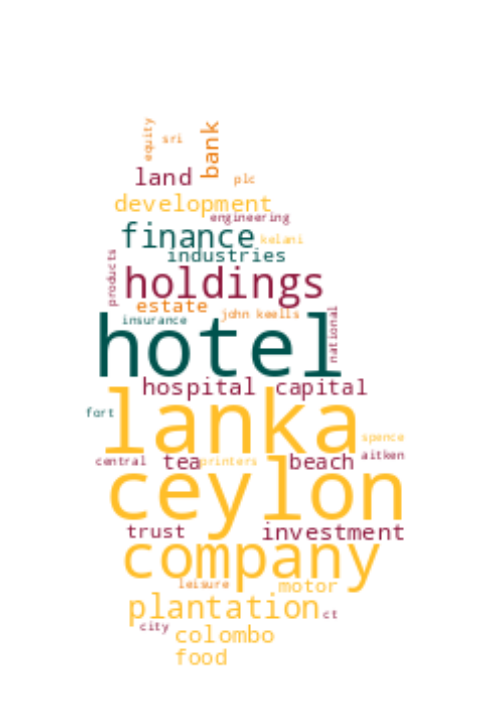 equity
sri
bank
land
plc
development
engineering
finance
kelani
industries
products
holdings
estate
john keells
insurance
national
hotel
hospital capital
lanka
fort
spence
central
tea
printers
beach
aitken
ceylon
trust
investment
company
leisure
motor
plantation
ct
city
colombo
food